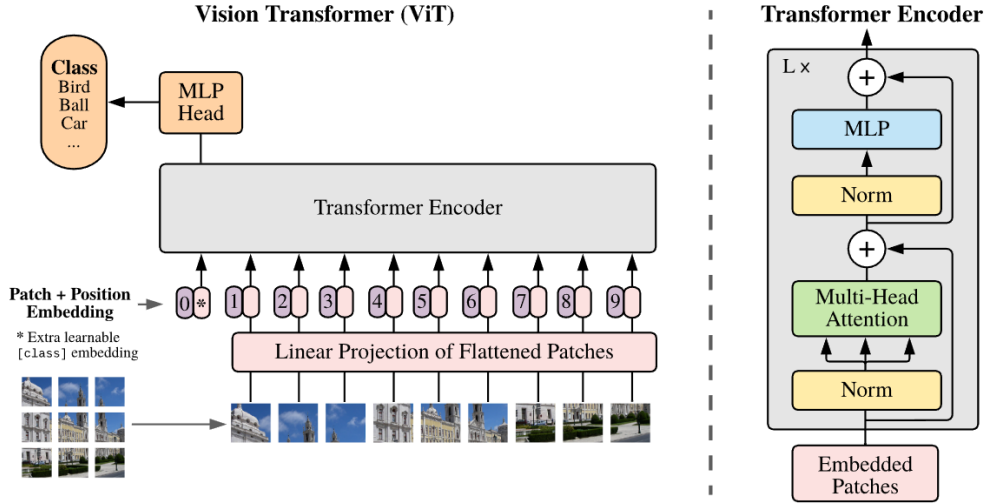 Vision Transformer (ViT)
Class
Bird
Ball
Car
...
MLP
Head
Transformer Encoder
0 * 1 2 3 4 5 6 7 8 9
Patch + Position
Embedding
* Extra learnable
[class] embedding
Linear Projection of Flattened Patches
Transformer Encoder
L ×
+
MLP
Norm
+
Multi-Head
Attention
Norm
Embedded
Patches